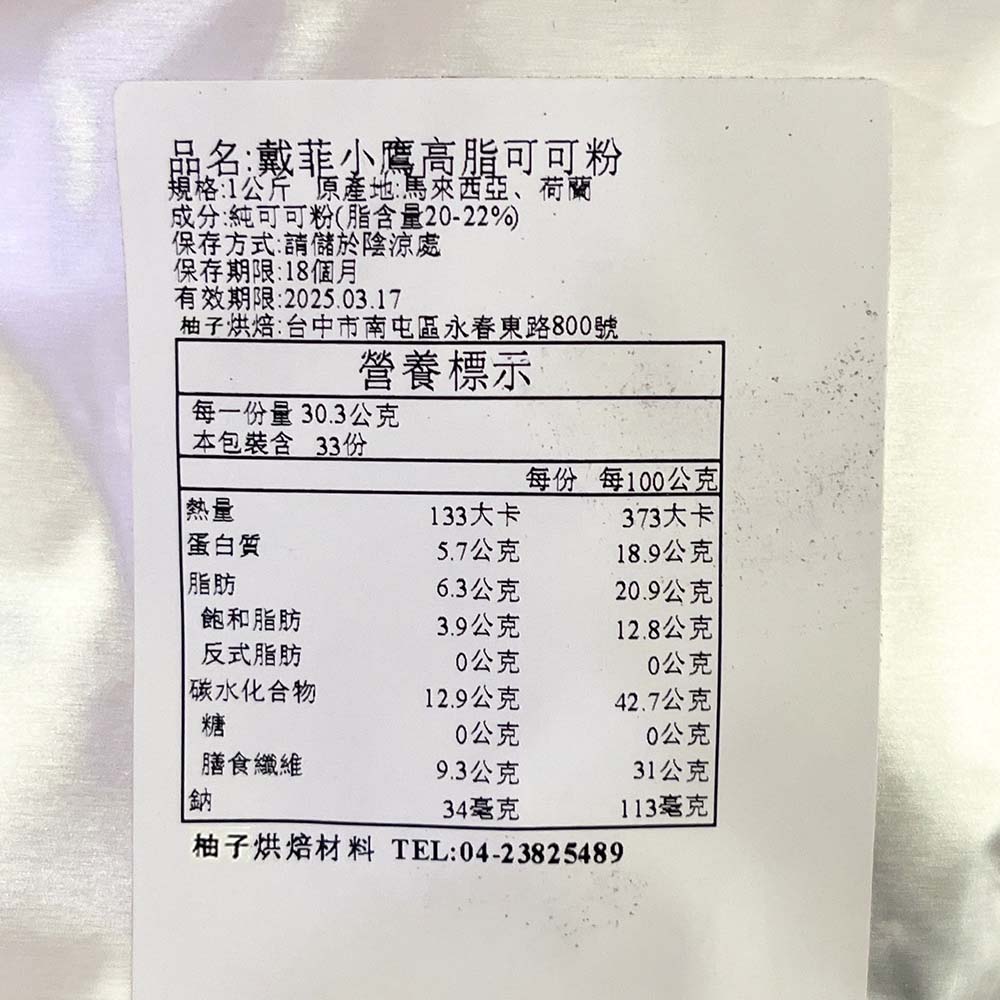 品名:戴菲小鷹高脂可可粉
規格:1公斤 原產地:馬來西亞、荷蘭
成分:純可可粉(脂含量20-22%)
保存方式:請儲於陰涼處
保存期限:18個月
有效期限:2025.03.17
柚子烘焙:台中市南屯區永春東路800號
營養標示
每一份量 30.3公克
本包裝含 33份
每份 每100公克
熱量 133大卡 373大卡
蛋白質 5.7公克 18.9公克
脂肪 6.3公克 20.9公克
飽和脂肪 3.9公克 12.8公克
反式脂肪 0公克 0公克
碳水化合物 12.9公克 42.7公克
糖 0公克 0公克
膳食纖維 9.3公克 31公克
鈉 34毫克 113毫克
柚子烘焙材料 TEL:04-23825489